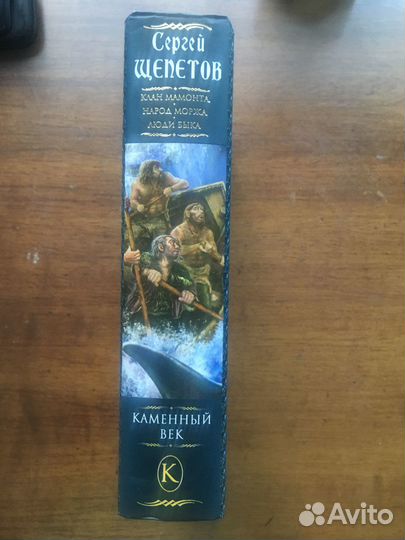 Сергей
ЩЕПЕТОВ
КЛАН МАМОНТА
НАРОД МОРЖА
ЛЮДИ БЫКА
КАМЕННЫЙ
ВЕК
К
Avito